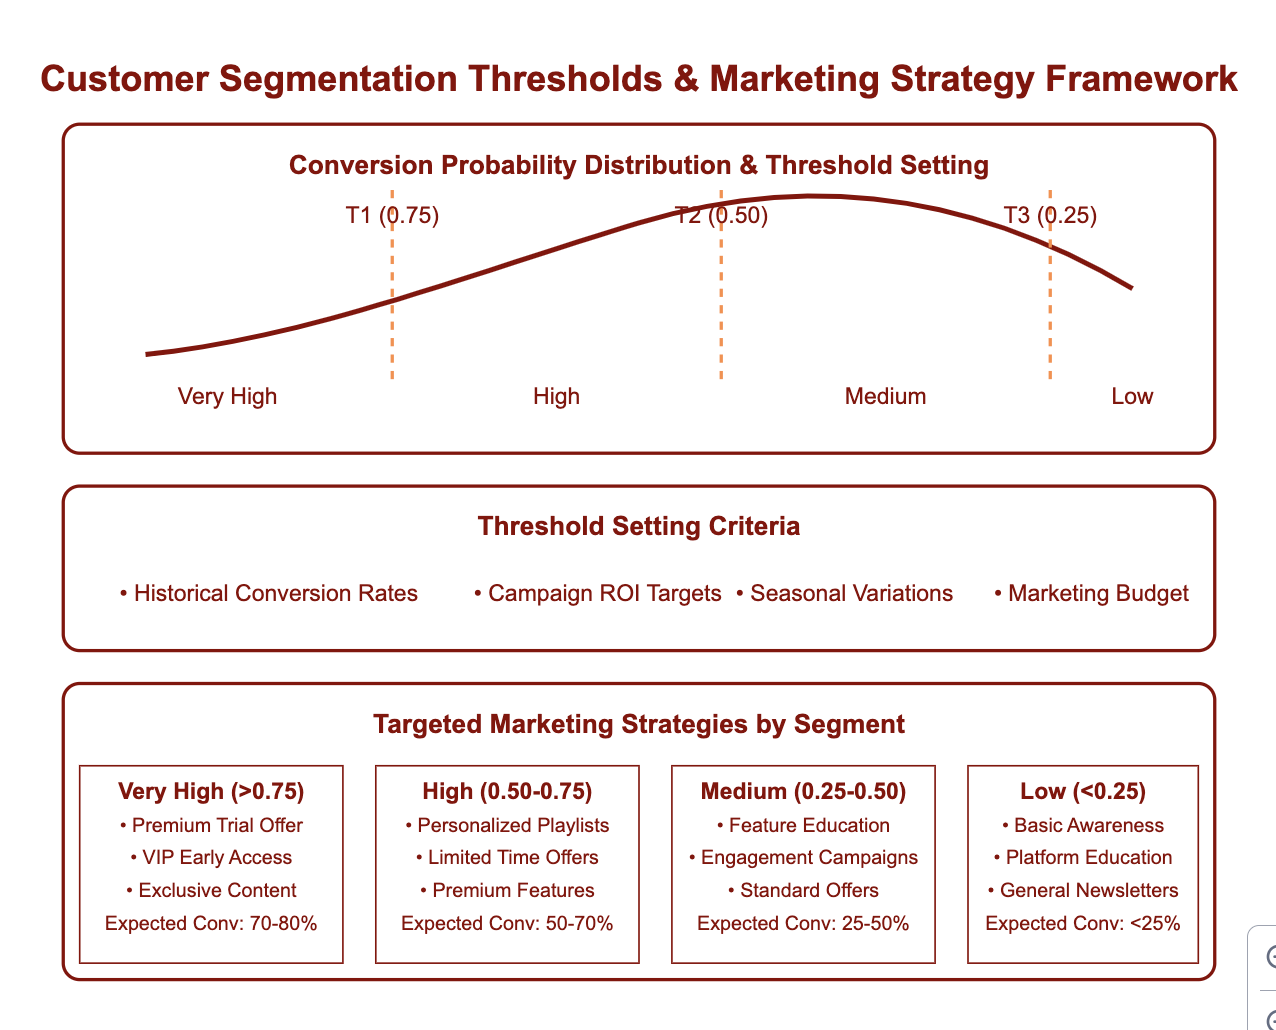 Customer Segmentation Thresholds & Marketing Strategy Framework
Conversion Probability Distribution & Threshold Setting
T1 (0.75) T2 (0.50) T3 (0.25)
Very High High Medium Low
Threshold Setting Criteria
• Historical Conversion Rates • Campaign ROI Targets • Seasonal Variations • Marketing Budget
Targeted Marketing Strategies by Segment
Very High (>0.75)
• Premium Trial Offer
• VIP Early Access
• Exclusive Content
Expected Conv: 70-80%
High (0.50-0.75)
• Personalized Playlists
• Limited Time Offers
• Premium Features
Expected Conv: 50-70%
Medium (0.25-0.50)
• Feature Education
• Engagement Campaigns
• Standard Offers
Expected Conv: 25-50%
Low (<0.25)
• Basic Awareness
• Platform Education
• General Newsletters
Expected Conv: <25%